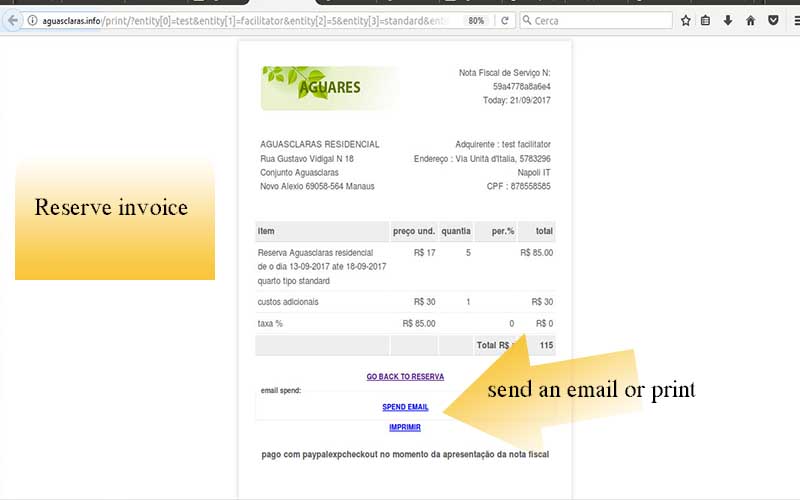 aguasclaras.info/print/?entity[0]=test&entity[1]=facilitator&entity[2]=5&entity[3]=standard&ent
80%
Cerca
AGUARES
Nota Fiscal de Serviço N:
59a4778a8a6e4
Today: 21/09/2017
AGUASCLARAS RESIDENCIAL
Rua Gustavo Vidigal N 18
Conjunto Aguasclaras
Novo Alexio 69058-564 Manaus
Adquirente : test facilitator
Endereço : Via Unità d'Italia, 5783296
Napoli IT
CPF : 878558585
Reserve invoice
item preço und. quantia per.% total
Reserva Aguasclaras residencial R$ 17 5 R$ 85.00
de o dia 13-09-2017 ate 18-09-2017
quarto tipo standard
custos adicionais R$ 30 1 R$ 30
taxa % R$ 85.00 0 R$ 0
Total R$ 115
GO BACK TO RESERVA
email spend:
SPEND EMAIL
IMPRIMIR
send an email or print
pago com paypalexpcheckout no momento da apresentação da nota fiscal